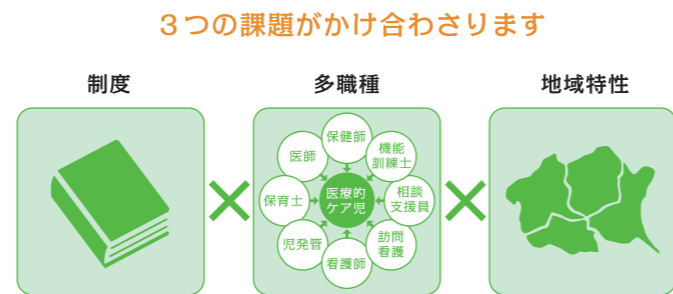 ３つの課題がかけ合わさります
制度
多職種
地域特性
保健師
機能
訓練士
相談
支援員
訪問
看護
看護師
児発管
保育士
医師
医療的
ケア児